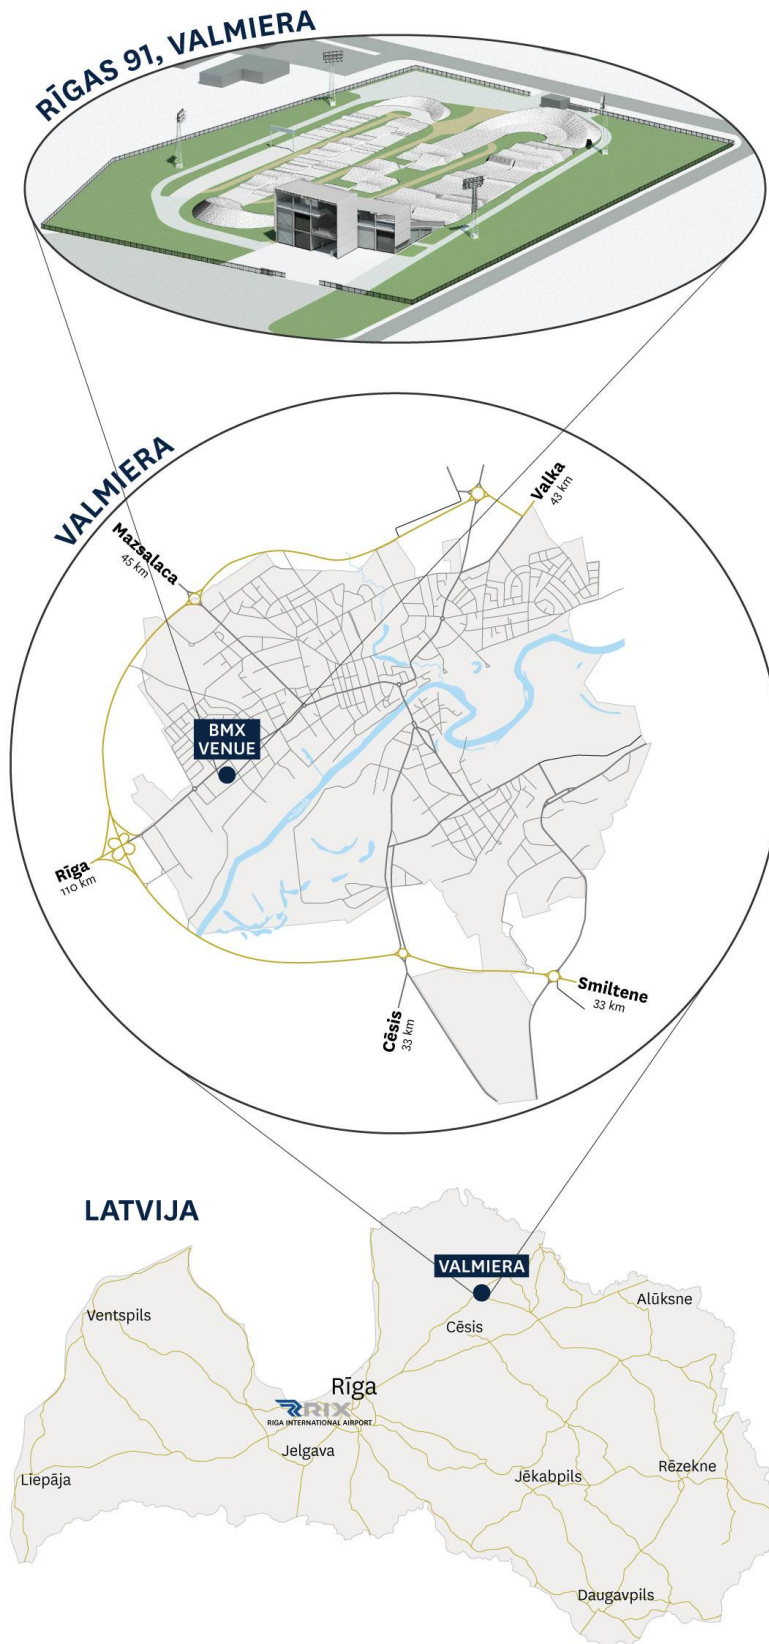 RĪGAS 91, VALMIERA
VALMIERA
Valka
43 km
Mazsalaca
45 km
BMX
VENUE
Rīga
110 km
Smiltene
33 km
Cēsis
33 km
LATVIJA
VALMIERA
Alūksne
Ventspils
Cēsis
Rīga
RIX
RIGA INTERNATIONAL AIRPORT
Jelgava
Liepāja
Jēkabpils
Rēzekne
Daugavpils